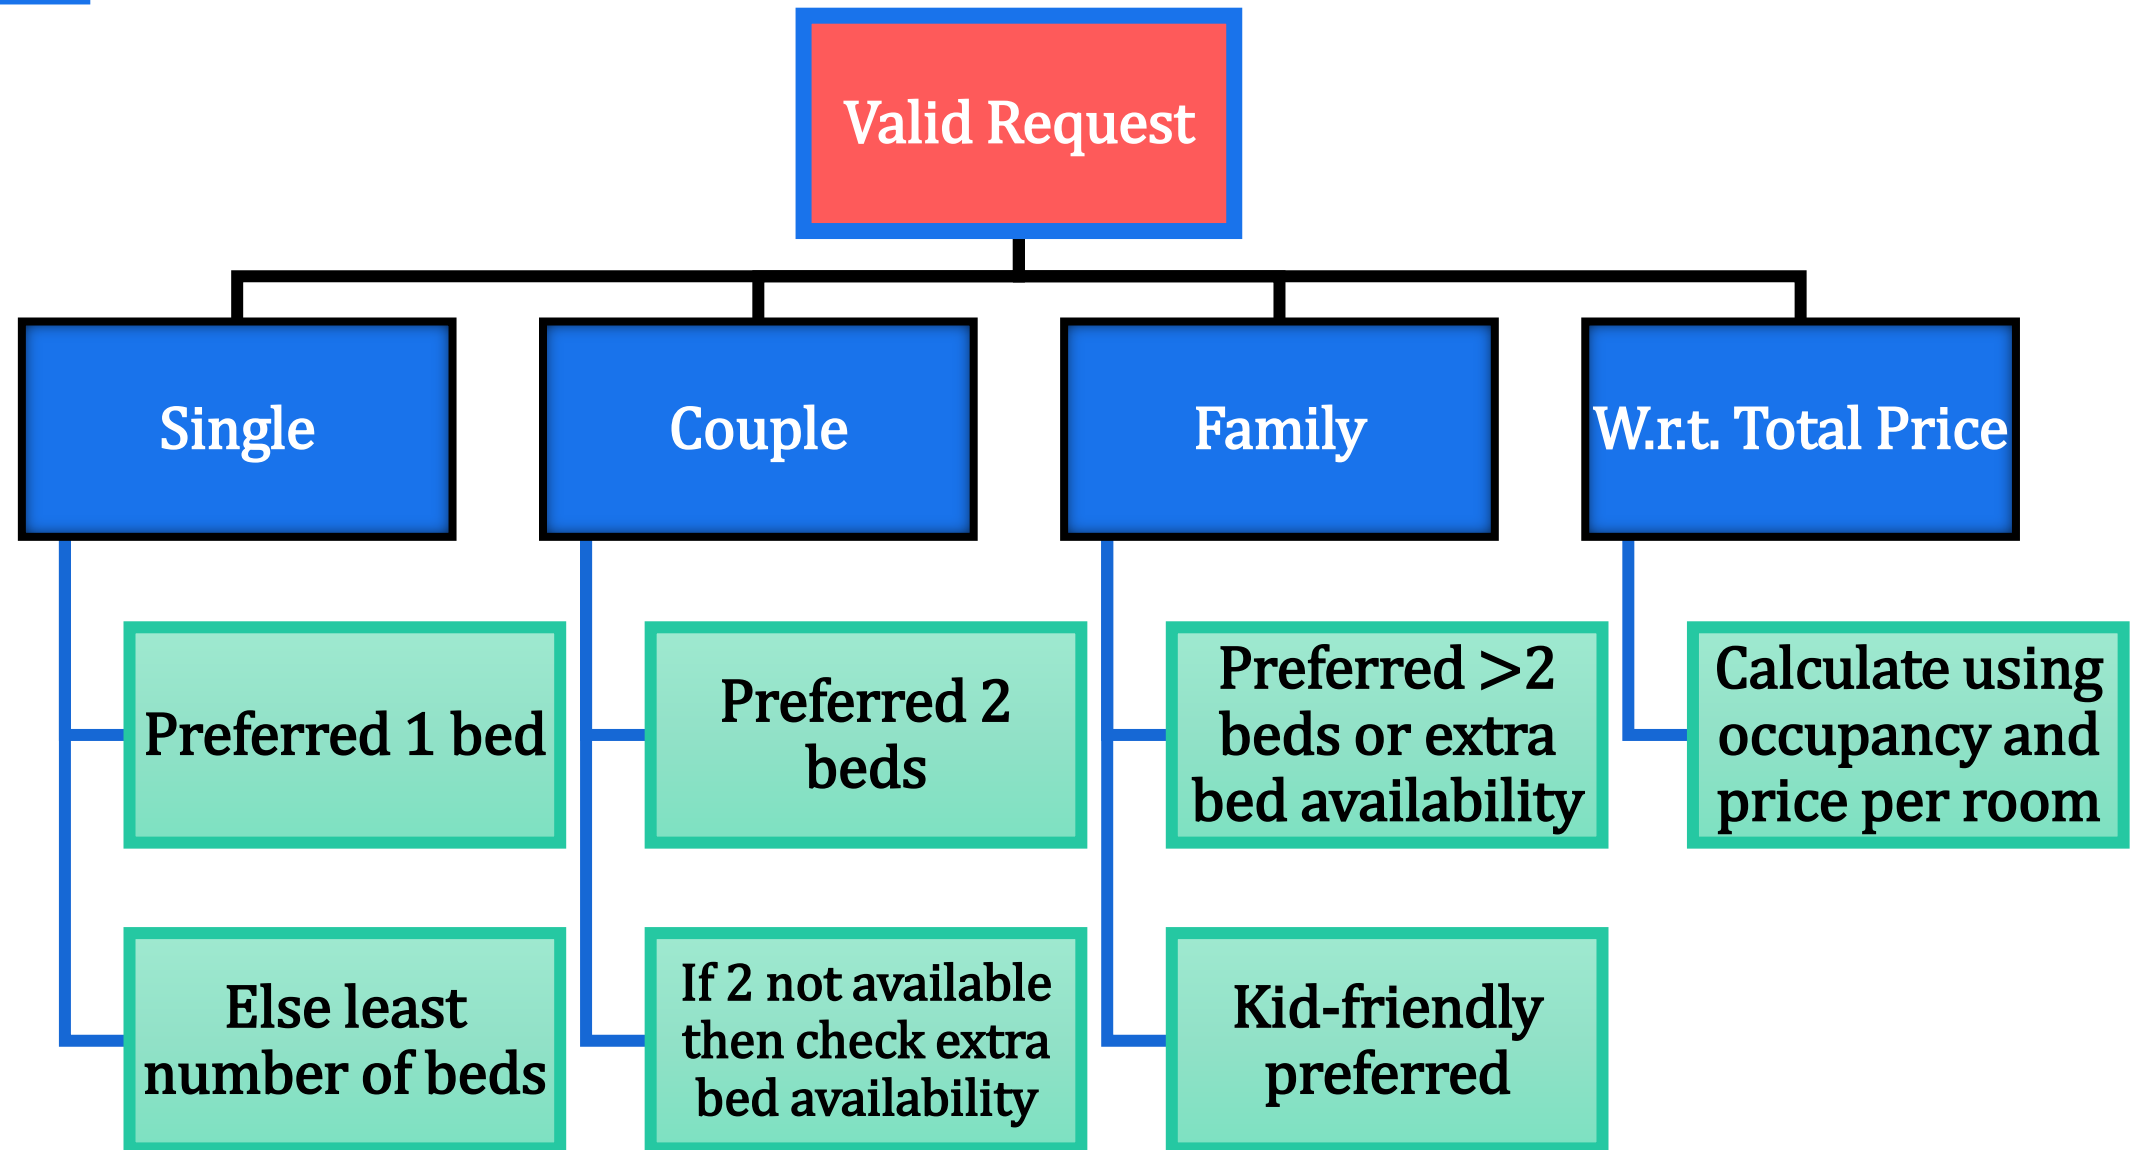 Valid Request
Single
Couple
Family
W.r.t. Total Price
Preferred 1 bed
Preferred 2
beds
Preferred >2
beds or extra
bed availability
Calculate using
occupancy and
price per room
Else least
number of beds
If 2 not available
then check extra
bed availability
Kid-friendly
preferred